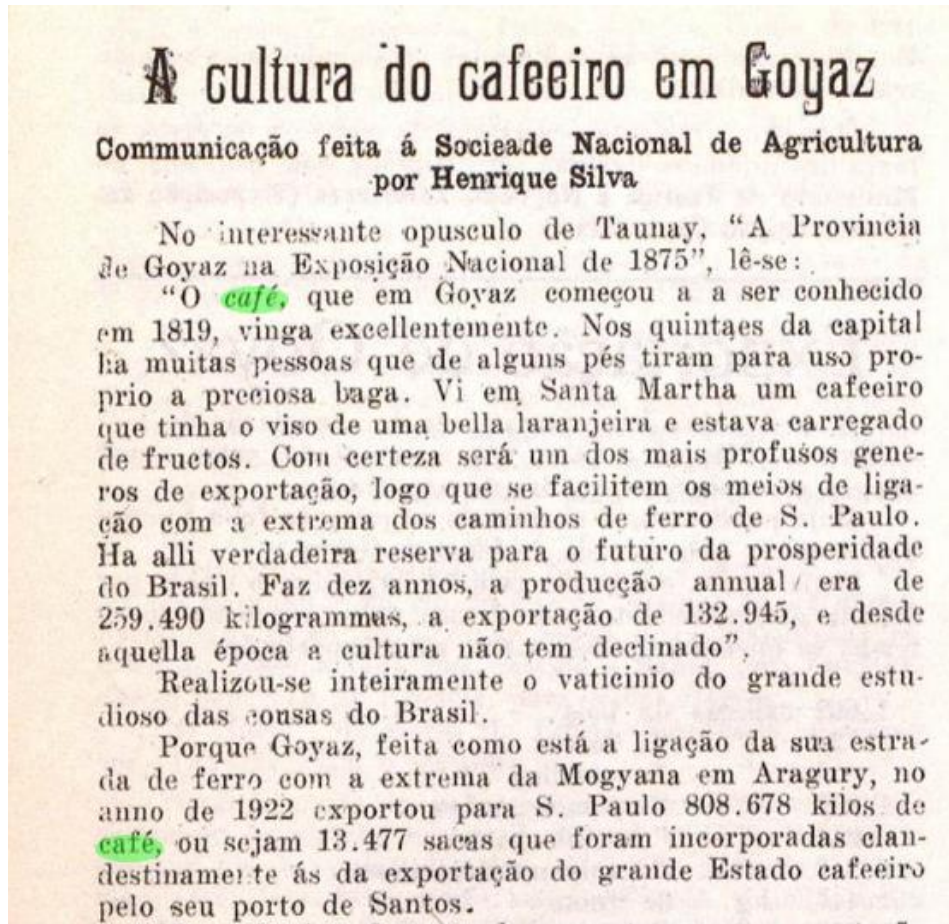 A cultura do cafeeiro em Goyaz
Communicação feita á Socieade Nacional de Agricultura
por Henrique Silva
No interessante opusculo de Taunay, “A Provincia
de Goyaz na Exposição Nacional de 1875”, lê-se:
“O café, que em Goyaz começou a a ser conhecido
em 1819, vinga excellentemente. Nos quintaes da capital
ha muitas pessoas que de alguns pés tiram para uso pro-
prio a preciosa baga. Vi em Santa Martha um cafeeiro
que tinha o viso de uma bella laranjeira e estava carregado
de fructos. Com certeza será um dos mais profusos gene-
ros de exportação, logo que se facilitem os meios de liga-
ção com a extrema dos caminhos de ferro de S. Paulo.
Ha alli verdadeira reserva para o futuro da prosperidade
do Brasil. Faz dez annos, a producção annual era de
259.490 kilogrammas, a exportação de 132.945, e desde
aquella época a cultura não tem declinado”.
Realizou-se inteiramente o vaticinio do grande estu-
dioso das cousas do Brasil.
Porque Goyaz, feita como está a ligação da sua estra-
da de ferro com a extrema da Mogyana em Aragury, no
anno de 1922 exportou para S. Paulo 808.678 kilos de
café, ou sejam 13.477 sacas que foram incorporadas clan-
destinamente ás da exportação do grande Estado cafeeiro
pelo seu porto de Santos.